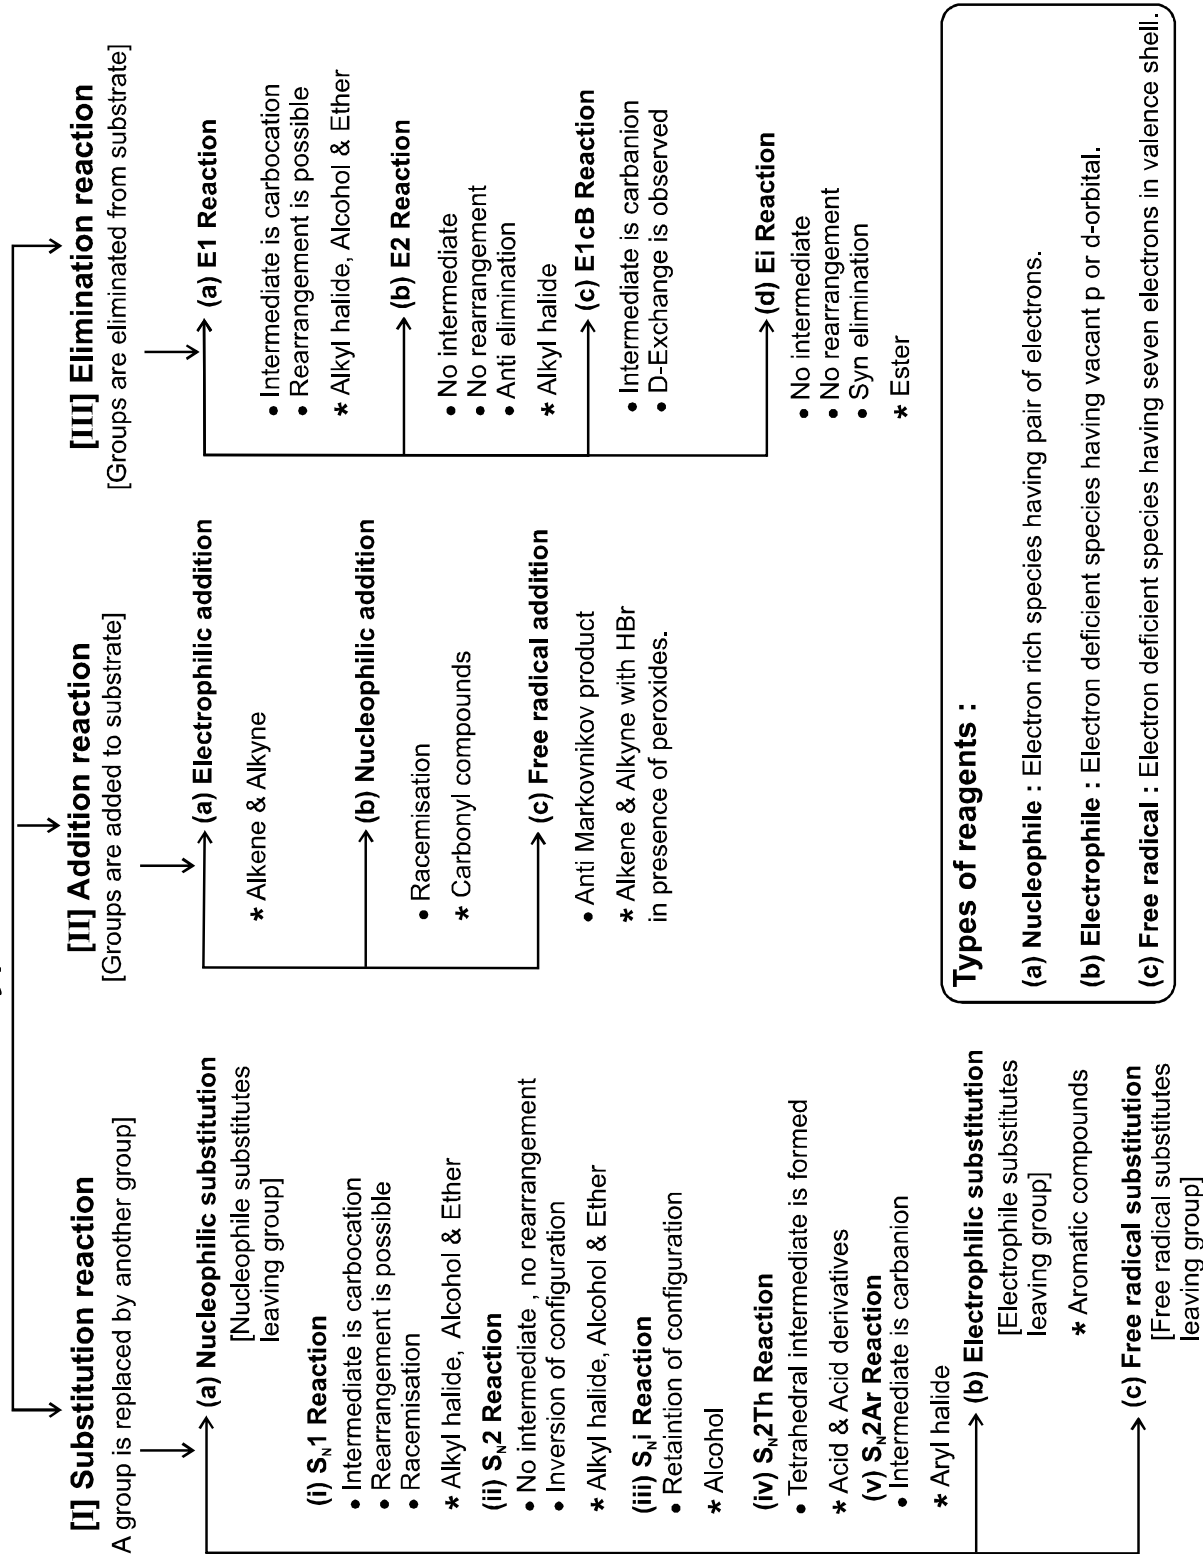 [I] Substitution reaction
A group is replaced by another group]
(a) Nucleophilic substitution
[Nucleophile substitutes
leaving group]
(i) SN1 Reaction
• Intermediate is carbocation
• Rearrangement is possible
• Racemisation
* Alkyl halide, Alcohol & Ether
(ii) SN2 Reaction
• No intermediate , no rearrangement
• Inversion of configuration
* Alkyl halide, Alcohol & Ether
(iii) SNi Reaction
• Retaintion of configuration
* Alcohol
(iv) SN2Th Reaction
• Tetrahedral intermediate is formed
* Acid & Acid derivatives
(v) SN2Ar Reaction
• Intermediate is carbanion
* Aryl halide
(b) Electrophilic substitution
[Electrophile substitutes
leaving group]
* Aromatic compounds
(c) Free radical substitution
[Free radical substitutes
leaving group]
[II] Addition reaction
[Groups are added to substrate]
(a) Electrophilic addition
* Alkene & Alkyne
(b) Nucleophilic addition
• Racemisation
* Carbonyl compounds
(c) Free radical addition
• Anti Markovnikov product
* Alkene & Alkyne with HBr
in presence of peroxides.
[III] Elimination reaction
[Groups are eliminated from substrate]
(a) E1 Reaction
• Intermediate is carbocation
• Rearrangement is possible
* Alkyl halide, Alcohol & Ether
(b) E2 Reaction
• No intermediate
• No rearrangement
• Anti elimination
* Alkyl halide
(c) E1cB Reaction
• Intermediate is carbanion
• D-Exchange is observed
(d) Ei Reaction
• No intermediate
• No rearrangement
• Syn elimination
* Ester
Types of reagents :
(a) Nucleophile : Electron rich species having pair of electrons.
(b) Electrophile : Electron deficient species having vacant p or d-orbital.
(c) Free radical : Electron deficient species having seven electrons in valence shell.